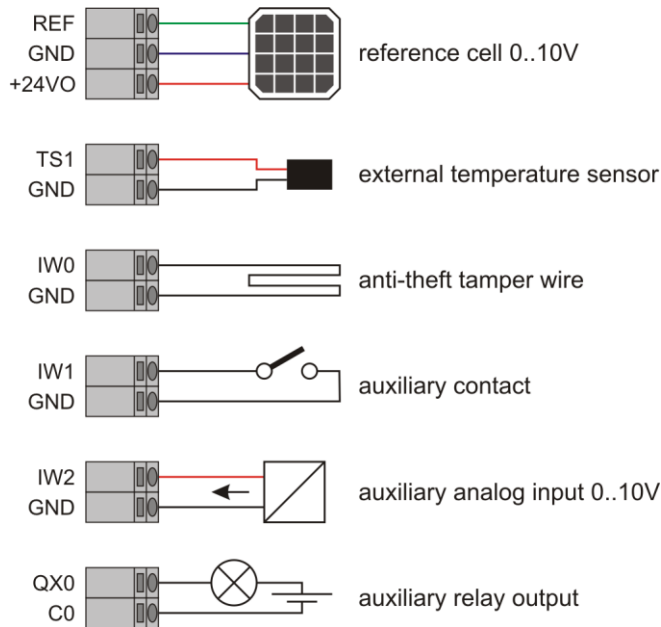 REF
GND
+24VO
reference cell 0..10V
TS1
GND
external temperature sensor
IW0
GND
anti-theft tamper wire
IW1
GND
auxiliary contact
IW2
GND
auxiliary analog input 0..10V
QX0
C0
auxiliary relay output